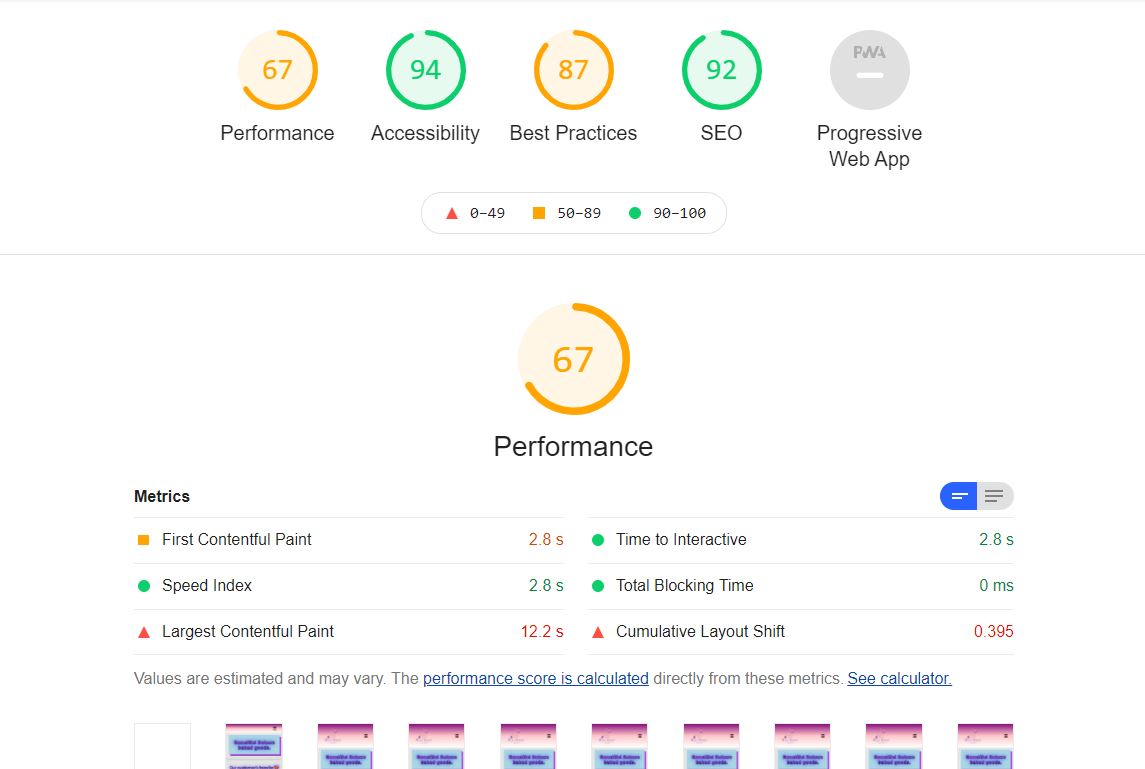 67 94 87 92 PWA
Performance Accessibility Best Practices SEO Progressive
Web App
0–49 50–89 90–100
67
Performance
Metrics
First Contentful Paint 2.8 s Time to Interactive 2.8 s
Speed Index 2.8 s Total Blocking Time 0 ms
Largest Contentful Paint 12.2 s Cumulative Layout Shift 0.395
Values are estimated and may vary. The performance score is calculated directly from these metrics. See calculator.